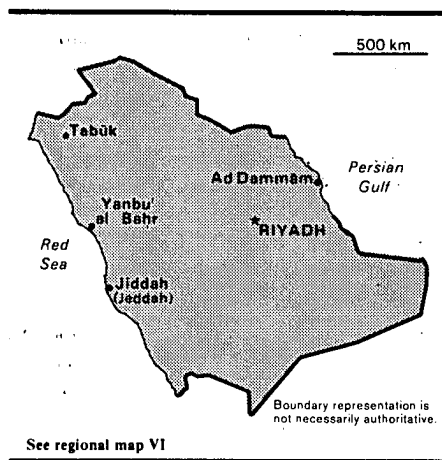 500 km
Tabūk
Persian
Gulf
Ad Dammām
Yanbu'
al Bahr
RIYADH
Red
Sea
Jiddah
(Jeddah)
Boundary representation is
not necessarily authoritative.
See regional map VI